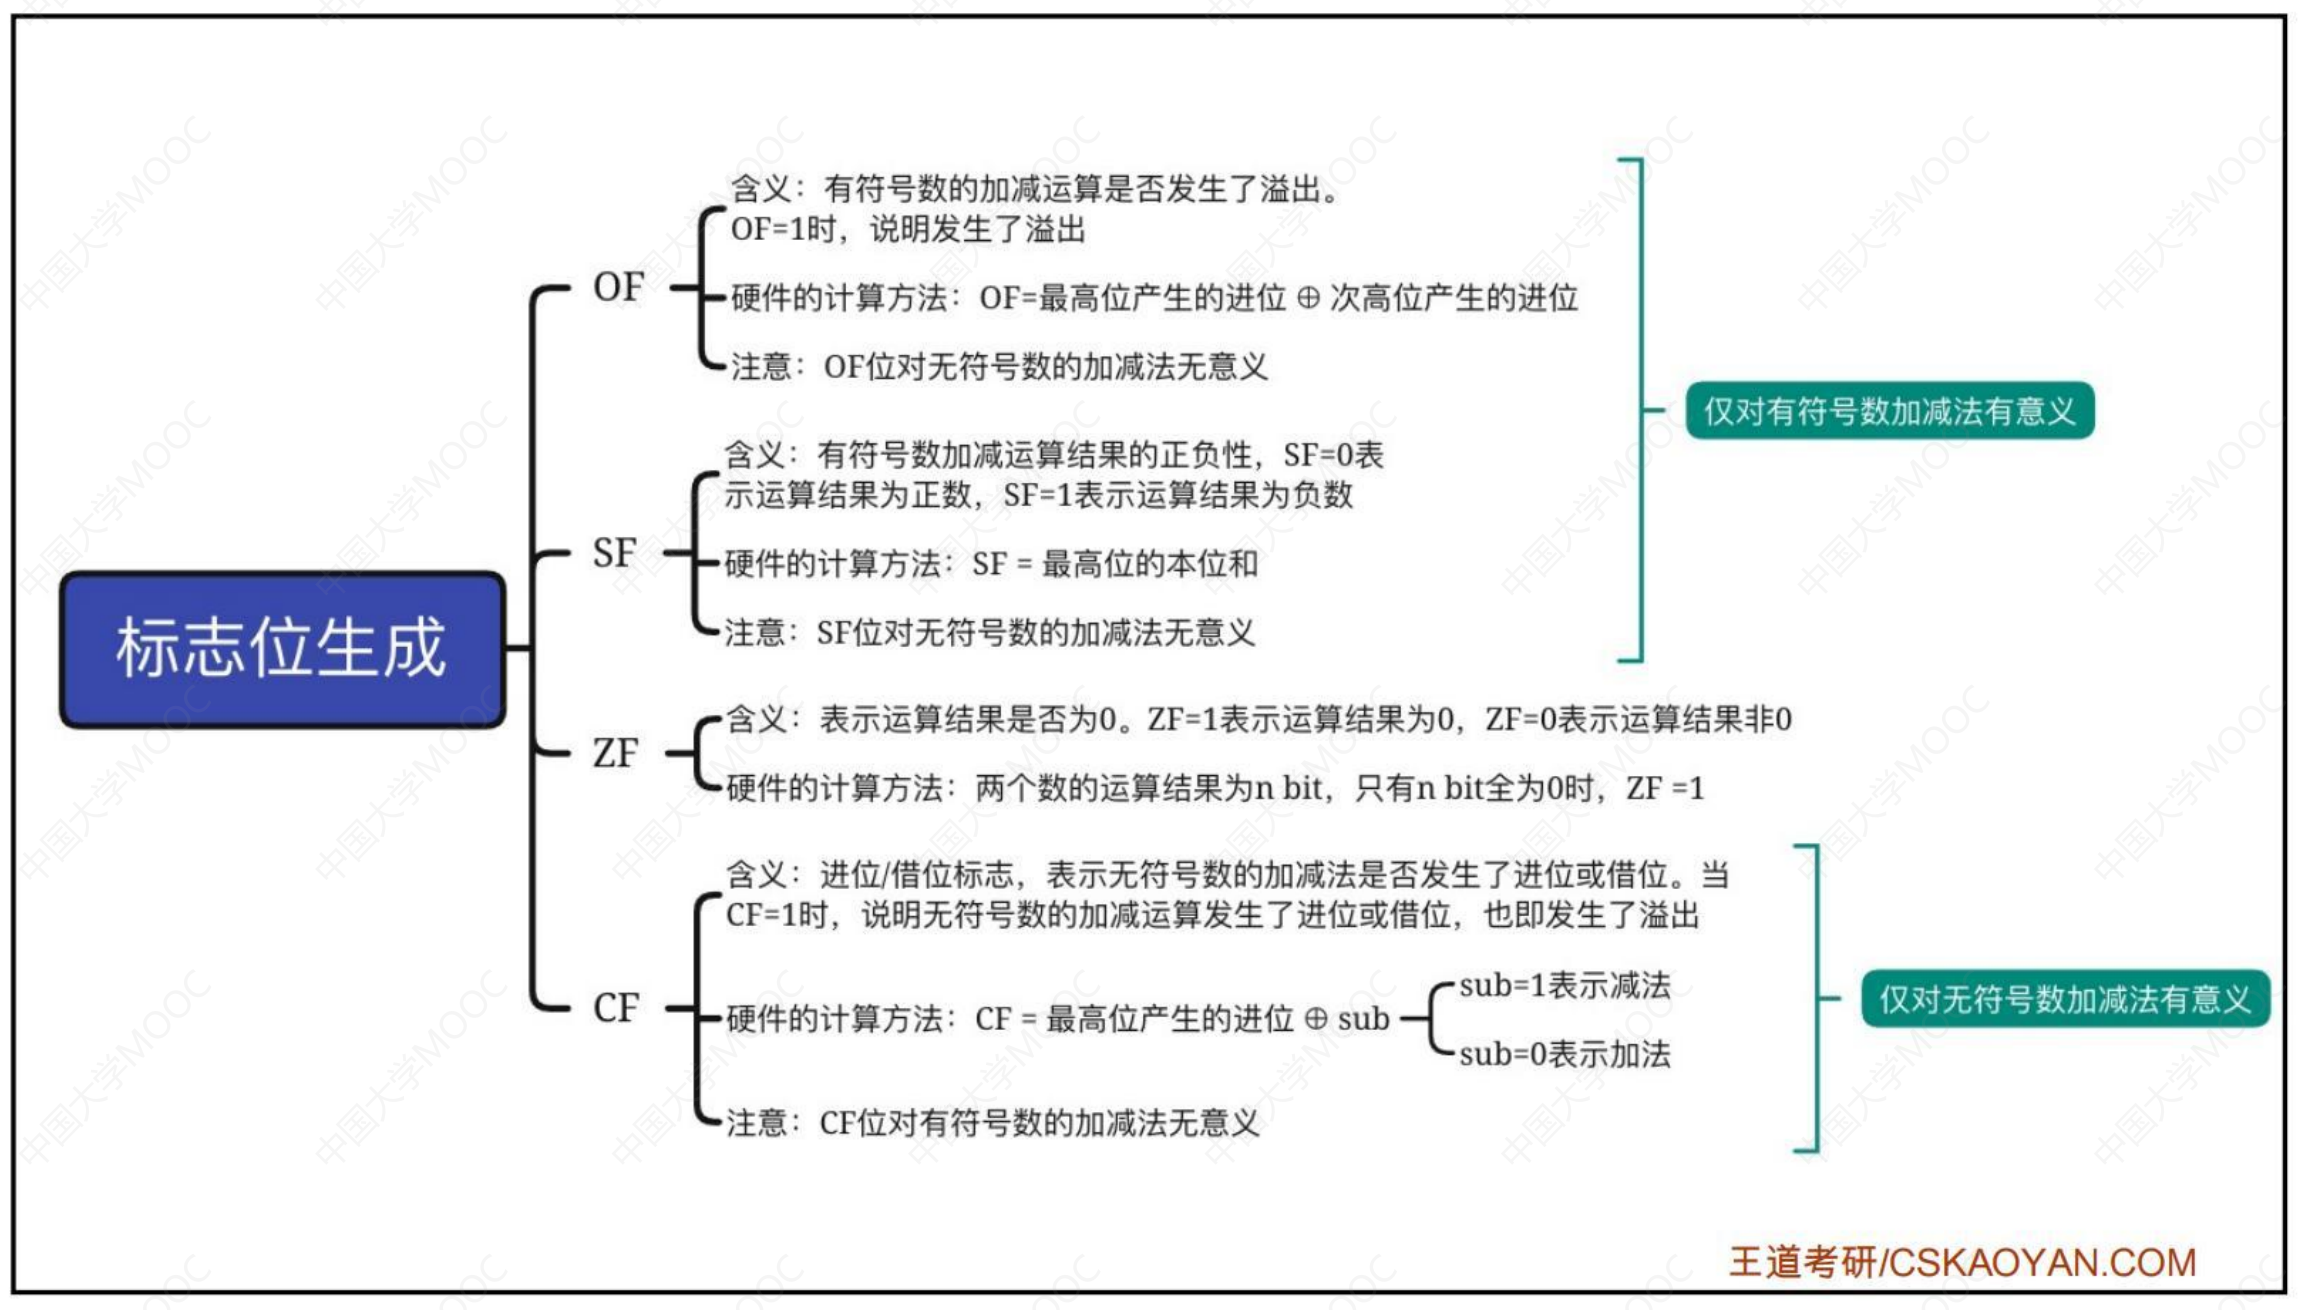 含义：有符号数的加减运算是否发生了溢出。
OF=1时，说明发生了溢出
OF
硬件的计算方法：OF=最高位产生的进位 ⊕ 次高位产生的进位
注意：OF位对无符号数的加减法无意义
仅对有符号数加减法有意义
含义：有符号数加减运算结果的正负性，SF=0表
示运算结果为正数，SF=1表示运算结果为负数
SF
硬件的计算方法：SF = 最高位的本位和
注意：SF位对无符号数的加减法无意义
标志位生成
含义：表示运算结果是否为0。ZF=1表示运算结果为0，ZF=0表示运算结果非0
ZF
硬件的计算方法：两个数的运算结果为n bit，只有n bit全为0时，ZF =1
含义：进位/借位标志，表示无符号数的加减法是否发生了进位或借位。当
CF=1时，说明无符号数的加减运算发生了进位或借位，也即发生了溢出
CF
硬件的计算方法：CF = 最高位产生的进位 ⊕ sub
sub=1表示减法
sub=0表示加法
仅对无符号数加减法有意义
注意：CF位对有符号数的加减法无意义
王道考研/CSKAOYAN.COM
中国大学MOOC